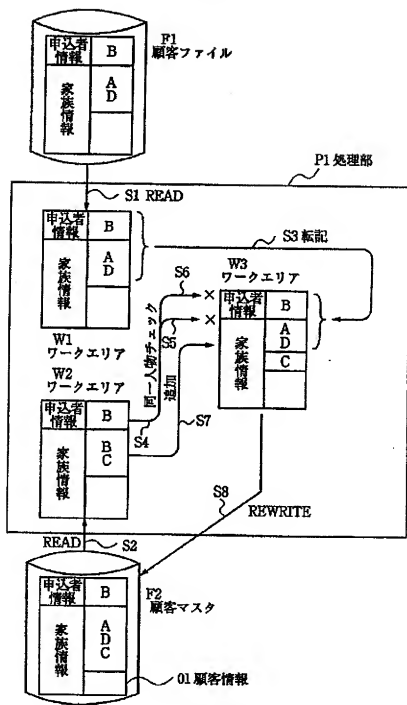 F1
顧客ファイル
申込者
情報
B
家族情報
A
D
P1 処理部
S1 READ
申込者
情報
B
家族情報
A
D
S3 転記
W1
ワークエリア
S6
W3
ワークエリア
×
申込者
情報
B
×
S5
家族情報
A
D
C
同一人物チェック
追加
S4
S7
W2
ワークエリア
申込者
情報
B
家族情報
B
C
S8
REWRITE
READ
S2
F2
顧客マスタ
申込者
情報
B
家族情報
A
D
C
01 顧客情報